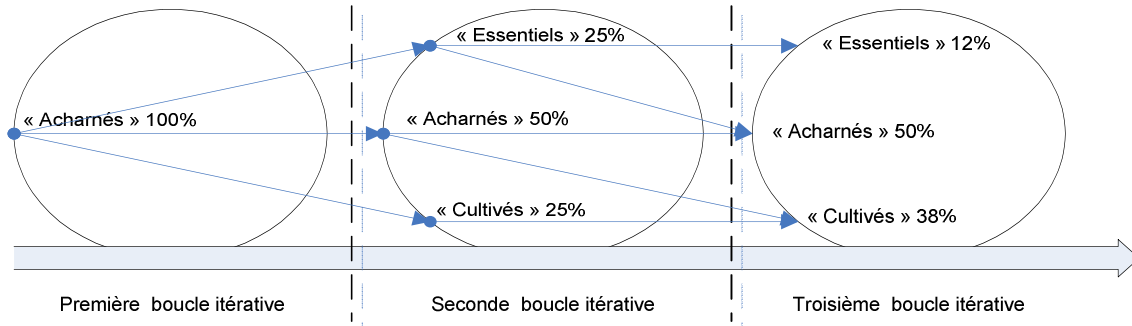 « Acharnés » 100%
« Essentiels » 25%
« Acharnés » 50%
« Cultivés » 25%
« Essentiels » 12%
« Acharnés » 50%
« Cultivés » 38%
Première boucle itérative
Seconde boucle itérative
Troisième boucle itérative